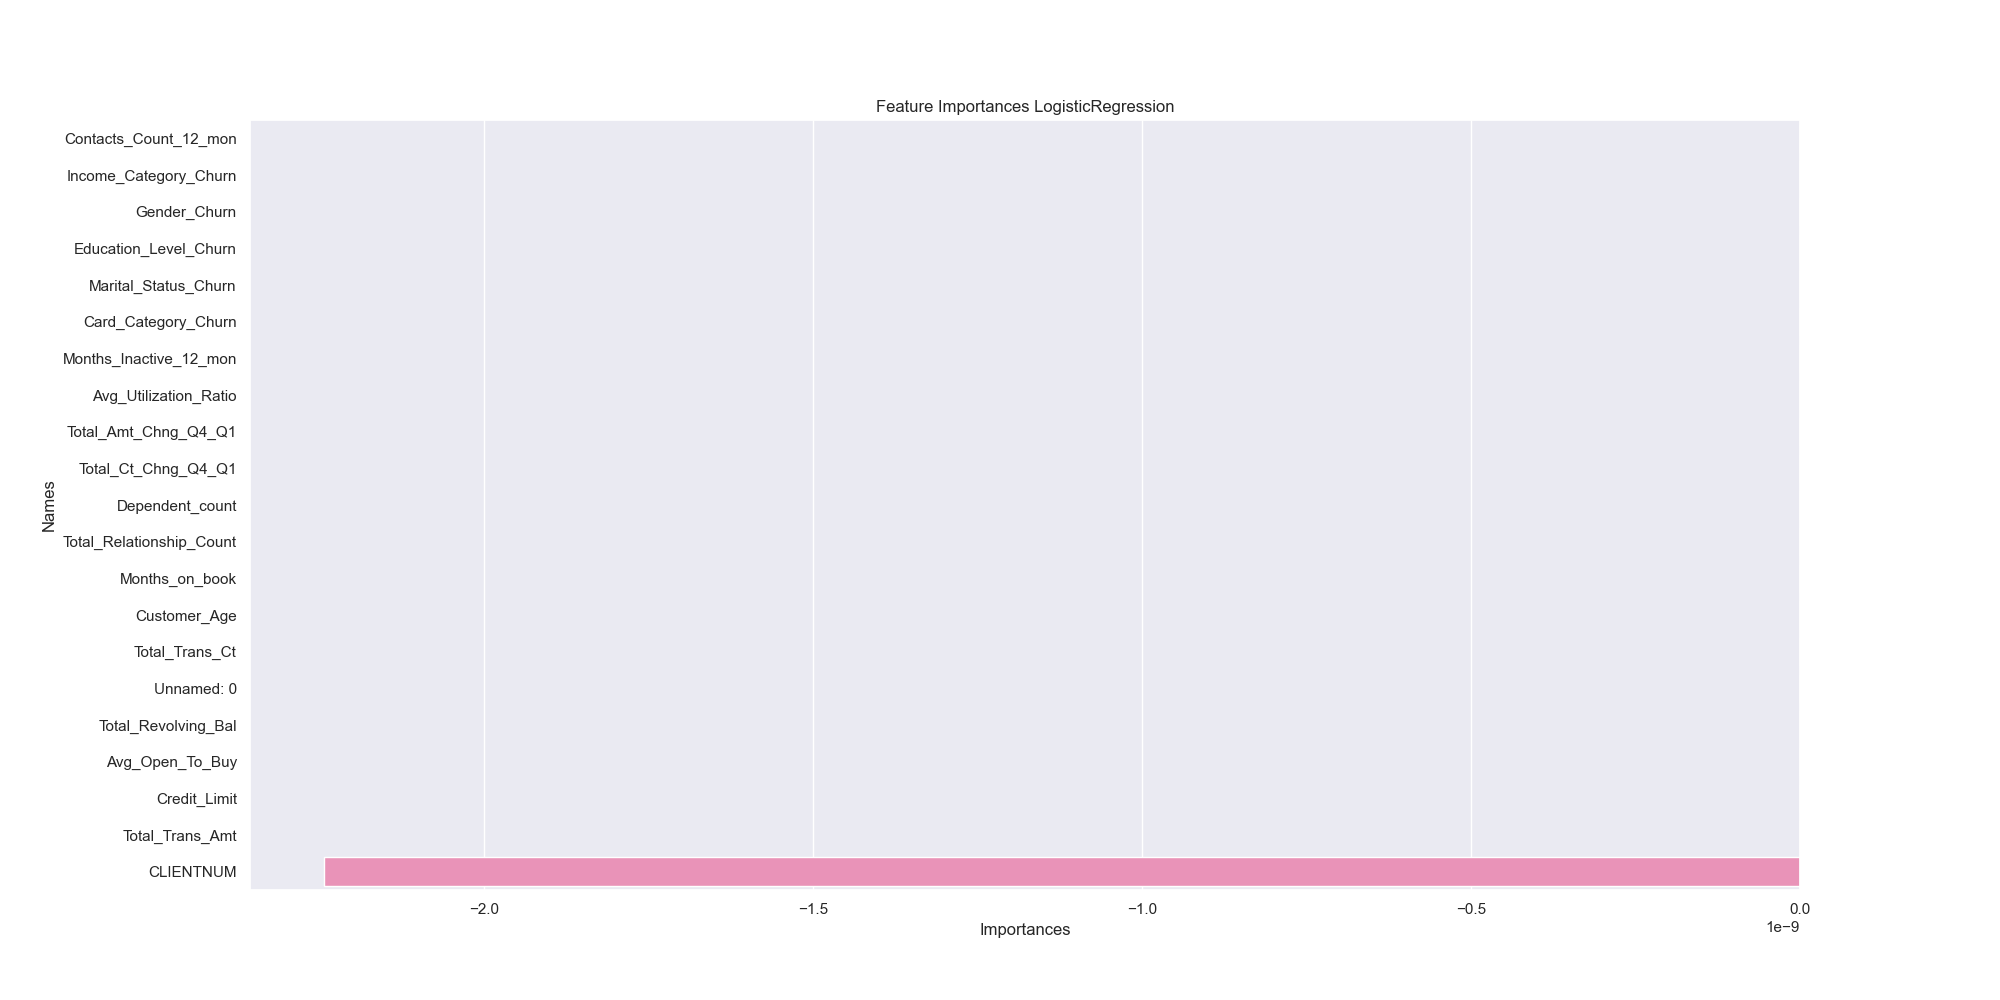 Feature Importances LogisticRegression
Contacts_Count_12_mon
Income_Category_Churn
Gender_Churn
Education_Level_Churn
Marital_Status_Churn
Card_Category_Churn
Months_Inactive_12_mon
Avg_Utilization_Ratio
Total_Amt_Chng_Q4_Q1
Total_Ct_Chng_Q4_Q1
Dependent_count
Total_Relationship_Count
Months_on_book
Customer_Age
Total_Trans_Ct
Unnamed: 0
Total_Revolving_Bal
Avg_Open_To_Buy
Credit_Limit
Total_Trans_Amt
CLIENTNUM
Names
−2.0 −1.5 −1.0 −0.5 0.0
1e−9
Importances